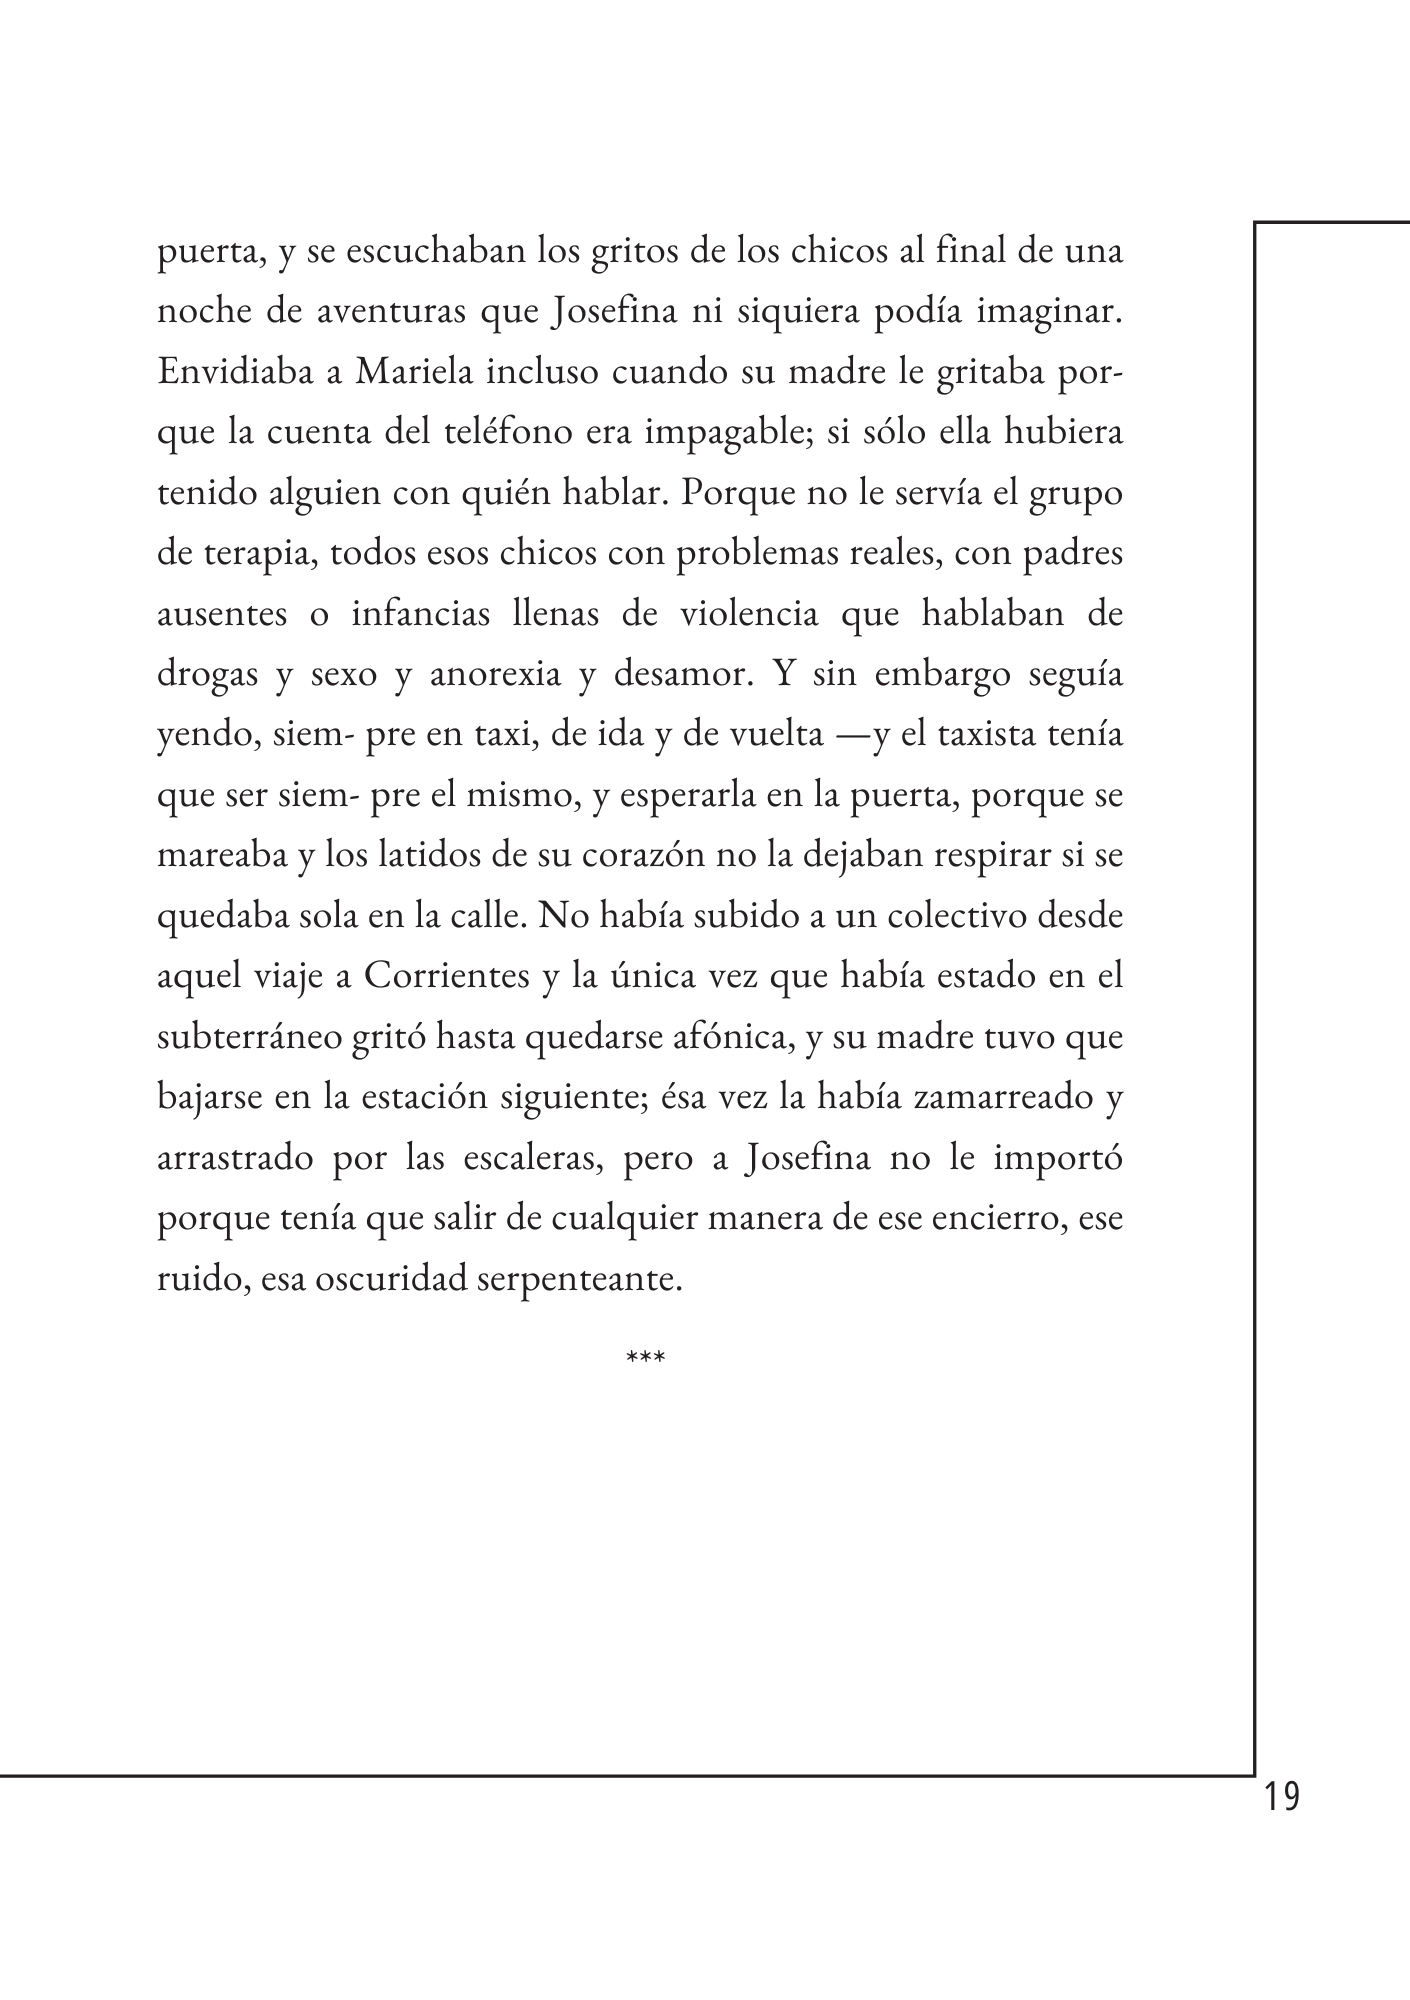 puerta, y se escuchaban los gritos de los chicos al final de una
noche de aventuras que Josefina ni siquiera podía imaginar.
Envidiaba a Mariela incluso cuando su madre le gritaba por-
que la cuenta del teléfono era impagable; si sólo ella hubiera
tenido alguien con quién hablar. Porque no le servía el grupo
de terapia, todos esos chicos con problemas reales, con padres
ausentes o infancias llenas de violencia que hablaban de
drogas y sexo y anorexia y desamor. Y sin embargo seguía
yendo, siem- pre en taxi, de ida y de vuelta —y el taxista tenía
que ser siem- pre el mismo, y esperarla en la puerta, porque se
mareaba y los latidos de su corazón no la dejaban respirar si se
quedaba sola en la calle. No había subido a un colectivo desde
aquel viaje a Corrientes y la única vez que había estado en el
subterráneo gritó hasta quedarse afónica, y su madre tuvo que
bajarse en la estación siguiente; ésa vez la había zamarreado y
arrastrado por las escaleras, pero a Josefina no le importó
porque tenía que salir de cualquier manera de ese encierro, ese
ruido, esa oscuridad serpenteante.
***
19